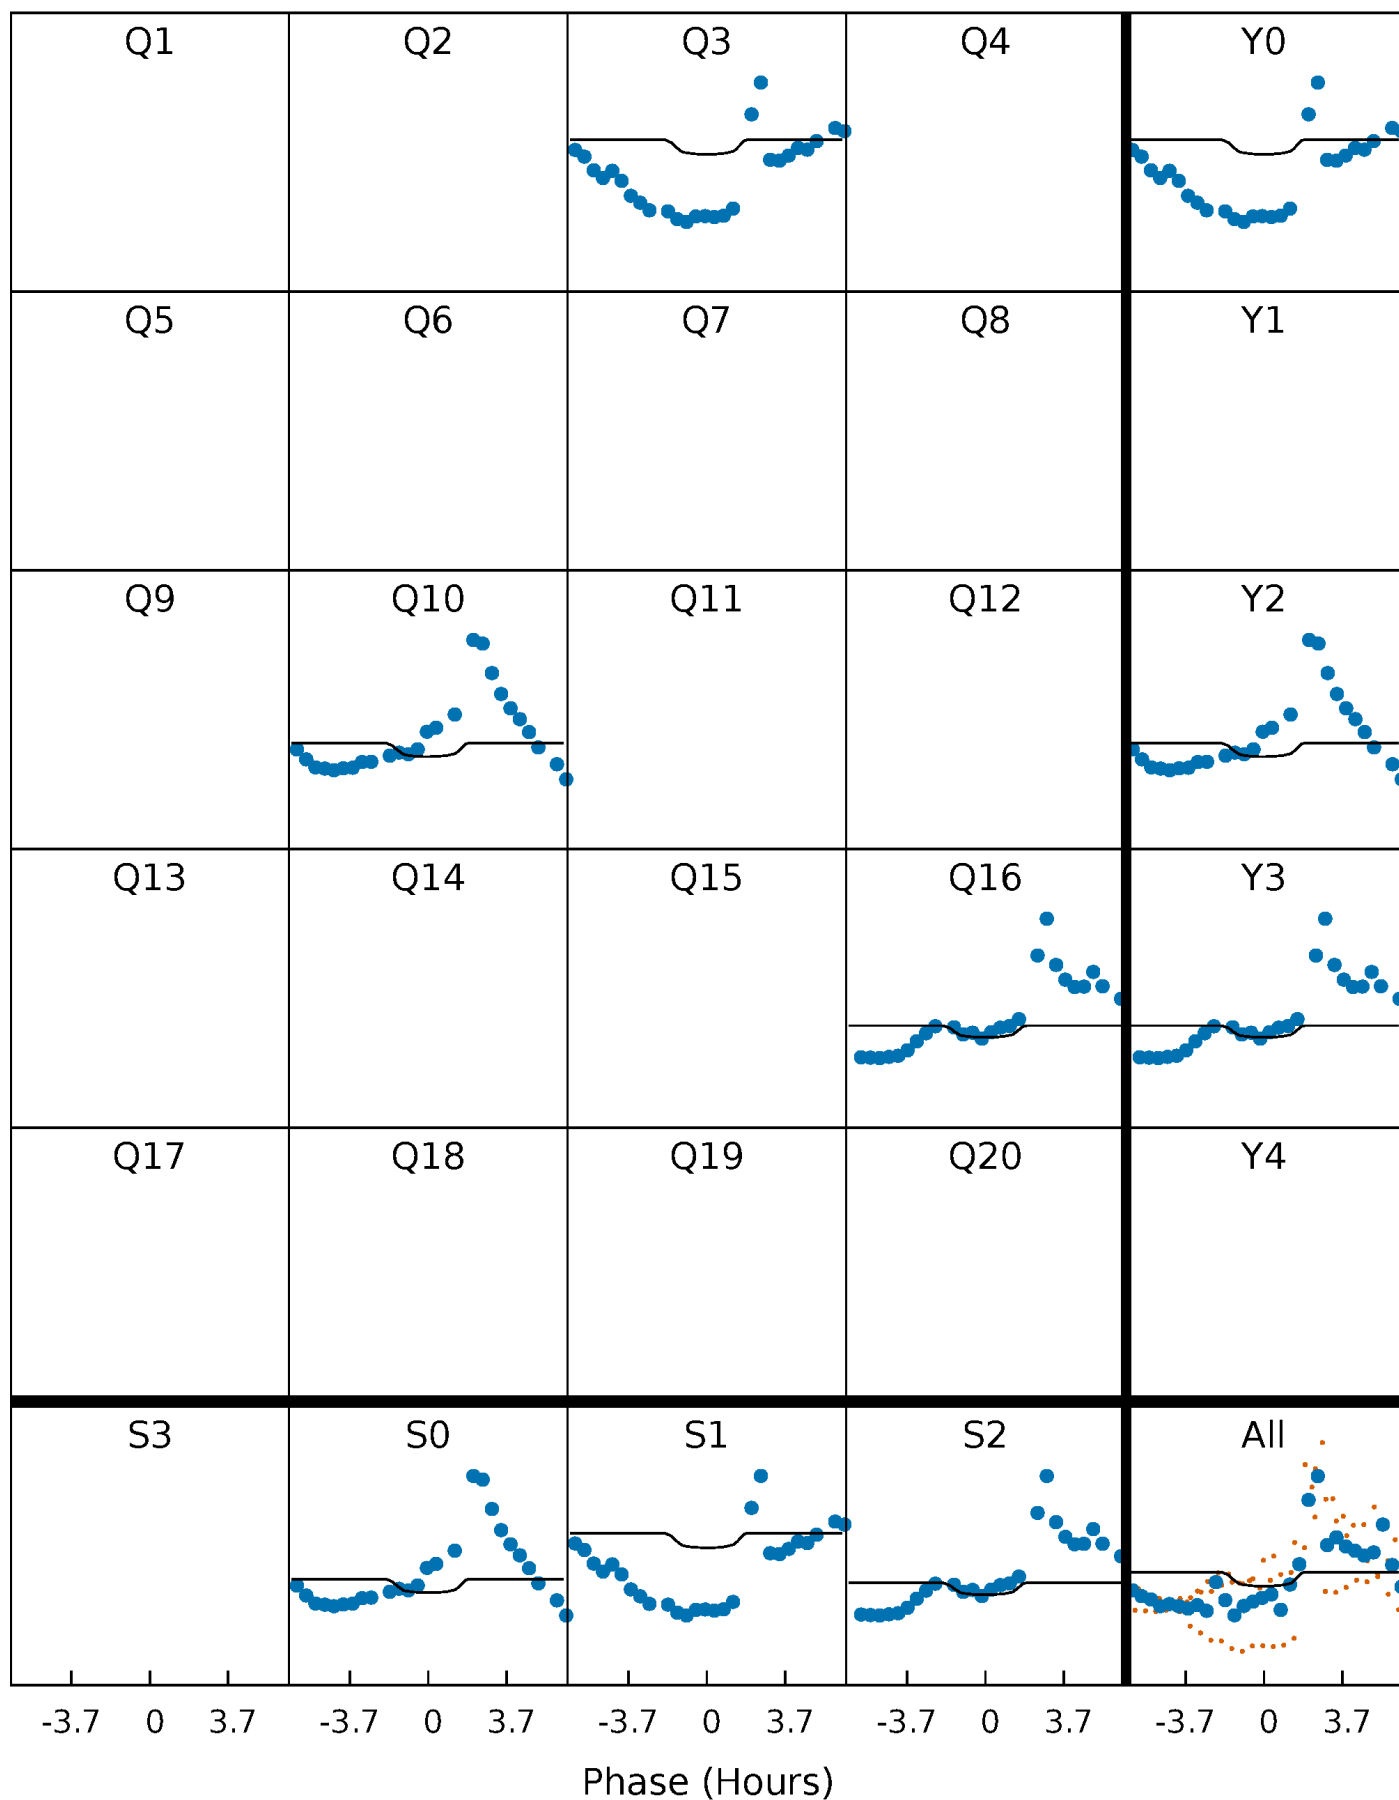 Q1 Q2 Q3 Q4 Y0
Q5 Q6 Q7 Q8 Y1
Q9 Q10 Q11 Q12 Y2
Q13 Q14 Q15 Q16 Y3
Q17 Q18 Q19 Q20 Y4
S3 S0 S1 S2 All
-3.7 0 3.7 -3.7 0 3.7 -3.7 0 3.7 -3.7 0 3.7 -3.7 0 3.7
Phase (Hours)